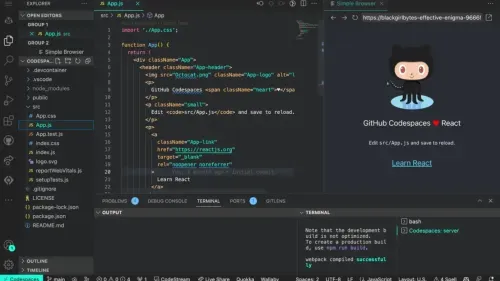 EXPLORER
OPEN EDITORS
GROUP 1
App.js src
GROUP 2
Simple Browser
CODESPAC...
.devcontainer
.vscode
node_modules
public
src
App.css
App.js
App.test.js
index.css
index.js
logo.svg
reportWebVitals.js
setupTests.js
.gitignore
LICENSE
package-lock.json
package.json
README.md
OUTLINE
TIMELINE
App.js
src > App.js > ...
import './App.css';
function App() {
return (
<div className="App">
<header className="App-header">
<img src="Octocat.png" className="App-logo" alt="l
<p>
GitHub Codespaces <span className="heart">♥</spa
</p>
<p className="small">
Edit <code>src/App.js</code> and save to reload.
</p>
<p>
<a
className="App-link"
href="https://reactjs.org"
target="_blank"
rel="noopener noreferrer"
20
>
Learn React
</a>
Simple Browser
https://blackgirlbytes-effective-enigma-9666
GitHub Codespaces ♥ React
Edit src/App.js and save to reload.
Learn React
PROBLEMS
DEBUG CONSOLE
TERMINAL
PORTS
GITLENS
OUTPUT
TERMINAL
Note that the development b
uild is not optimized.
To create a production buil
d, use npm run build.
webpack compiled successful
ly
bash
Codespaces: server
Codespaces
main
0
0
4
CodeStream
Live Share
Quokka
Wallaby
Spaces: 2
UTF-8
LF
JavaScript
Layout: U.S.
4 Spell